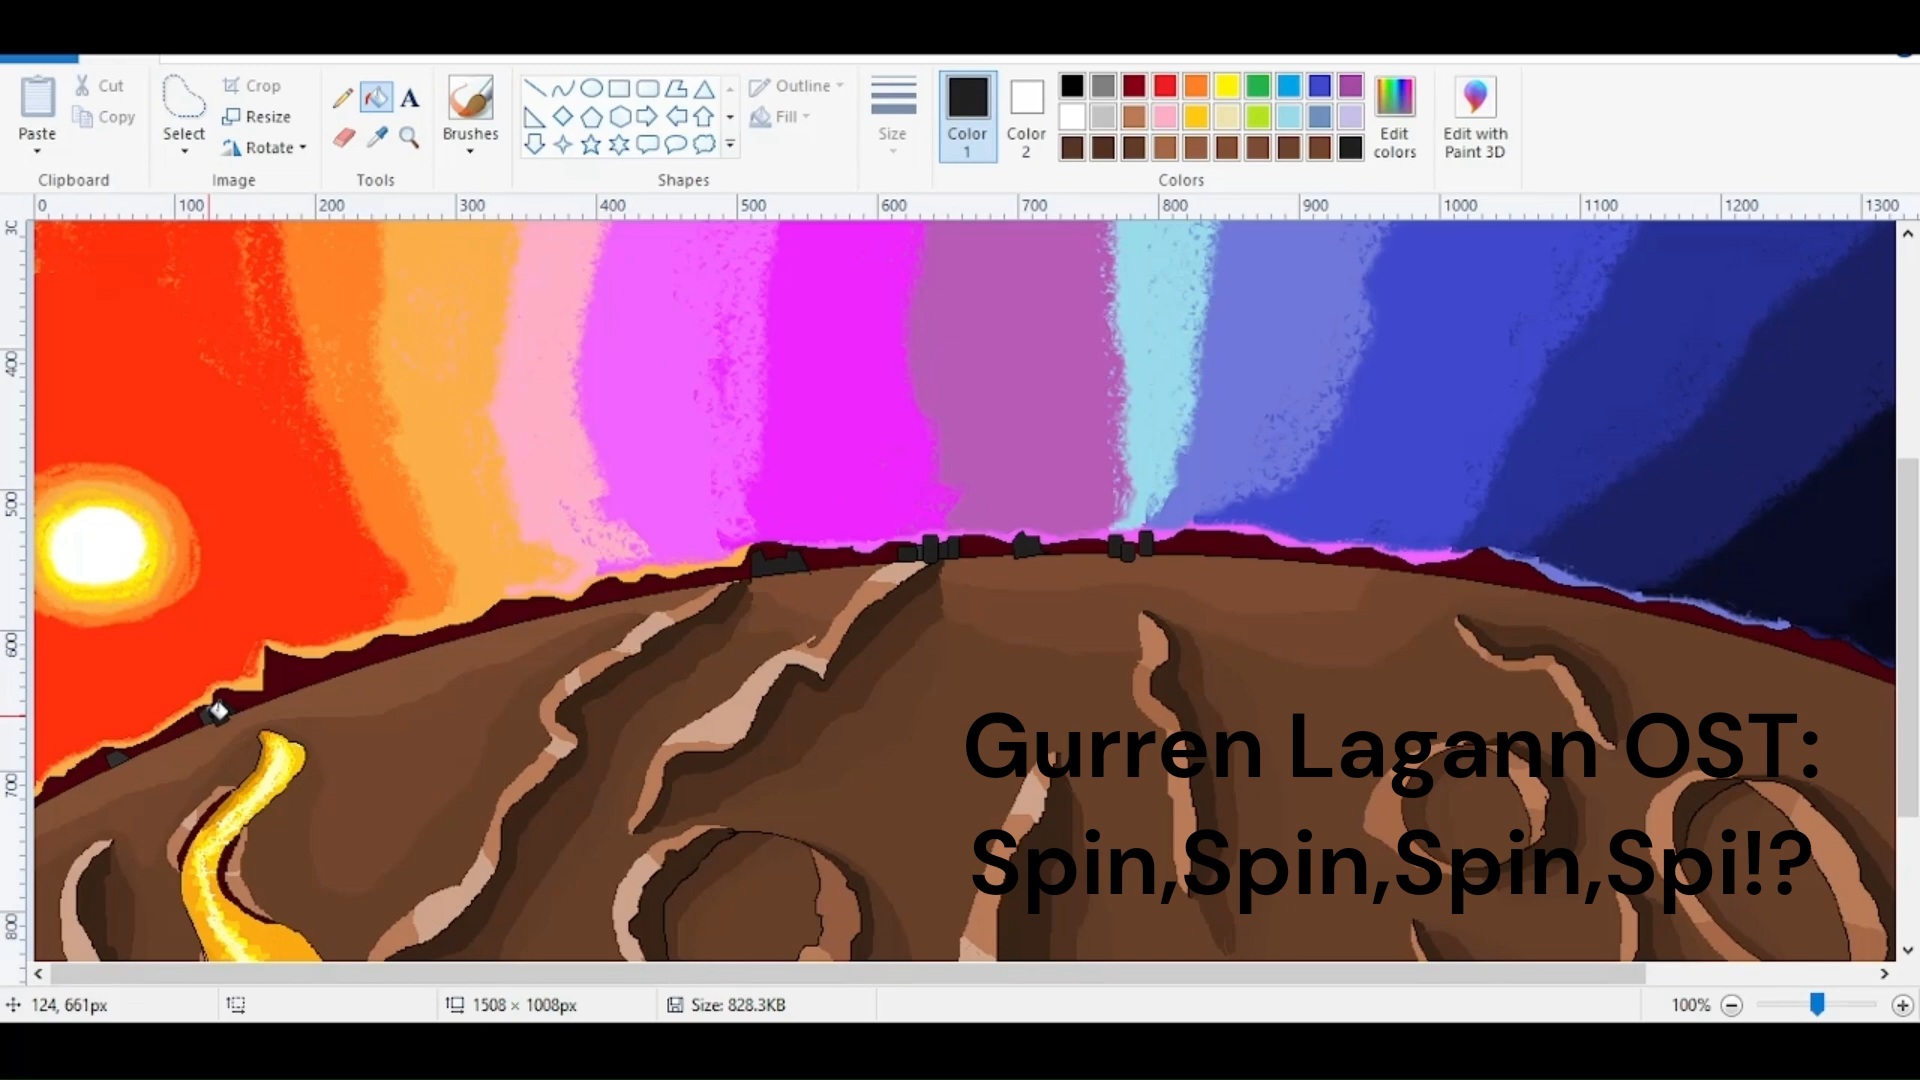 Paste
Cut
Copy
Clipboard
Select
Crop
Resize
Rotate
Image
A
Tools
Brushes
Shapes
Outline
Fill
Size
Color
1
Color
2
Colors
Edit
colors
Edit with
Paint 3D
0 100 200 300 400 500 600 700 800 900 1000 1100 1200 1300
400
500
600
700
800
Gurren Lagann OST:
Spin,Spin,Spin,Spi!?
124, 661px
1508 × 1008px
Size: 828.3KB
100%